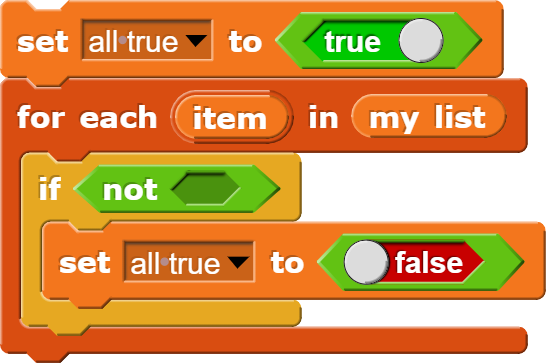 set all true to true
for each item in my list
if not
set all true to false